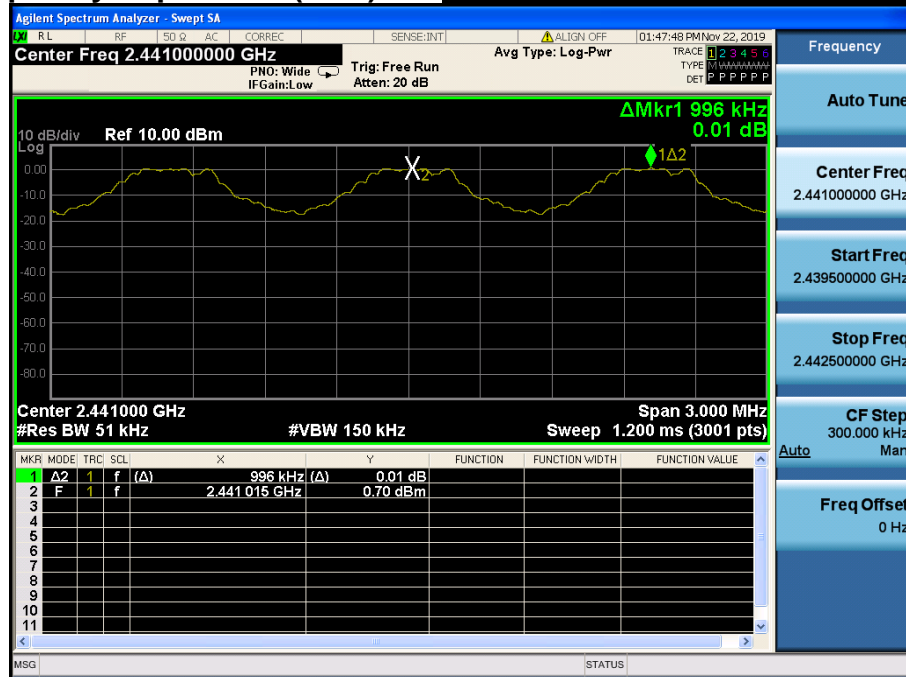 Agilent Spectrum Analyzer - Swept SA
LXI RL RF 50 Ω AC CORREC SENSE:INT ALIGN OFF 01:47:48 PM Nov 22, 2019
Center Freq 2.441000000 GHz
PNO: Wide
IFGain:Low
Trig: Free Run
Atten: 20 dB
Avg Type: Log-Pwr
TRACE 1 2 3 4 5 6
TYPE M W W W W W
DET P P P P P P
ΔMkr1 996 kHz
0.01 dB
10 dB/div Ref 10.00 dBm
Log
0.00
-10.0
-20.0
-30.0
-40.0
-50.0
-60.0
-70.0
-80.0
X2
1Δ2
Center 2.441000 GHz Span 3.000 MHz
#Res BW 51 kHz #VBW 150 kHz Sweep 1.200 ms (3001 pts)
MKR MODE TRC SCL X Y FUNCTION FUNCTION WIDTH FUNCTION VALUE
1 Δ2 1 f (Δ) 996 kHz (Δ) 0.01 dB
2 F 1 f 2.441 015 GHz 0.70 dBm
3
4
5
6
7
8
9
10
11
MSG STATUS
Frequency
Auto Tune
Center Freq
2.441000000 GHz
Start Freq
2.439500000 GHz
Stop Freq
2.442500000 GHz
CF Step
300.000 kHz
Auto Man
Freq Offset
0 Hz